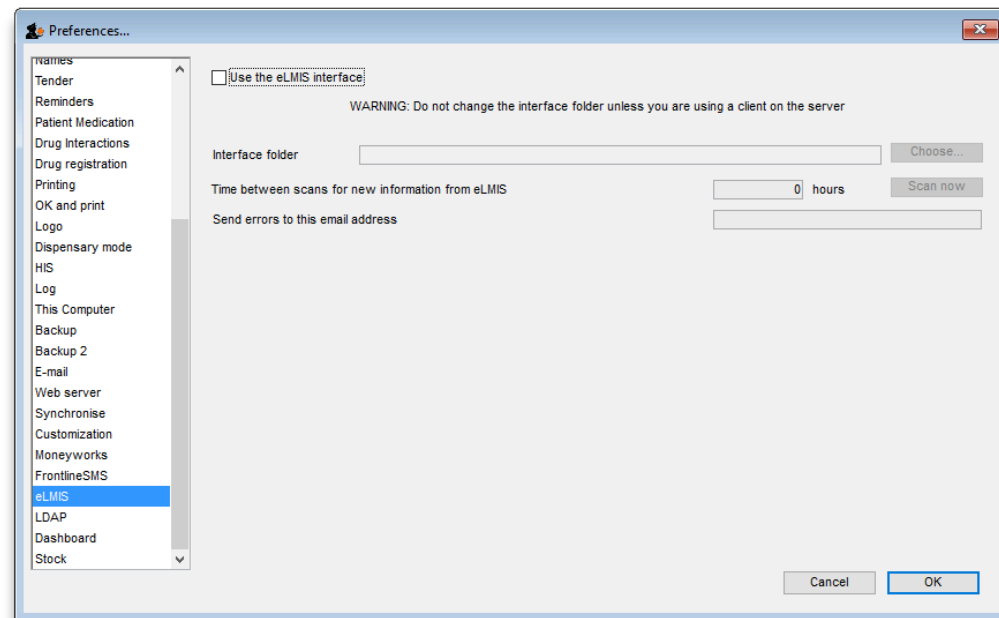 Preferences...
Names
Tender
Reminders
Patient Medication
Drug Interactions
Drug registration
Printing
OK and print
Logo
Dispensary mode
HIS
Log
This Computer
Backup
Backup 2
E-mail
Web server
Synchronise
Customization
Moneyworks
FrontlineSMS
eLMIS
LDAP
Dashboard
Stock
Use the eLMIS interface
WARNING: Do not change the interface folder unless you are using a client on the server
Interface folder Choose...
Time between scans for new information from eLMIS 0 hours Scan now
Send errors to this email address
Cancel OK